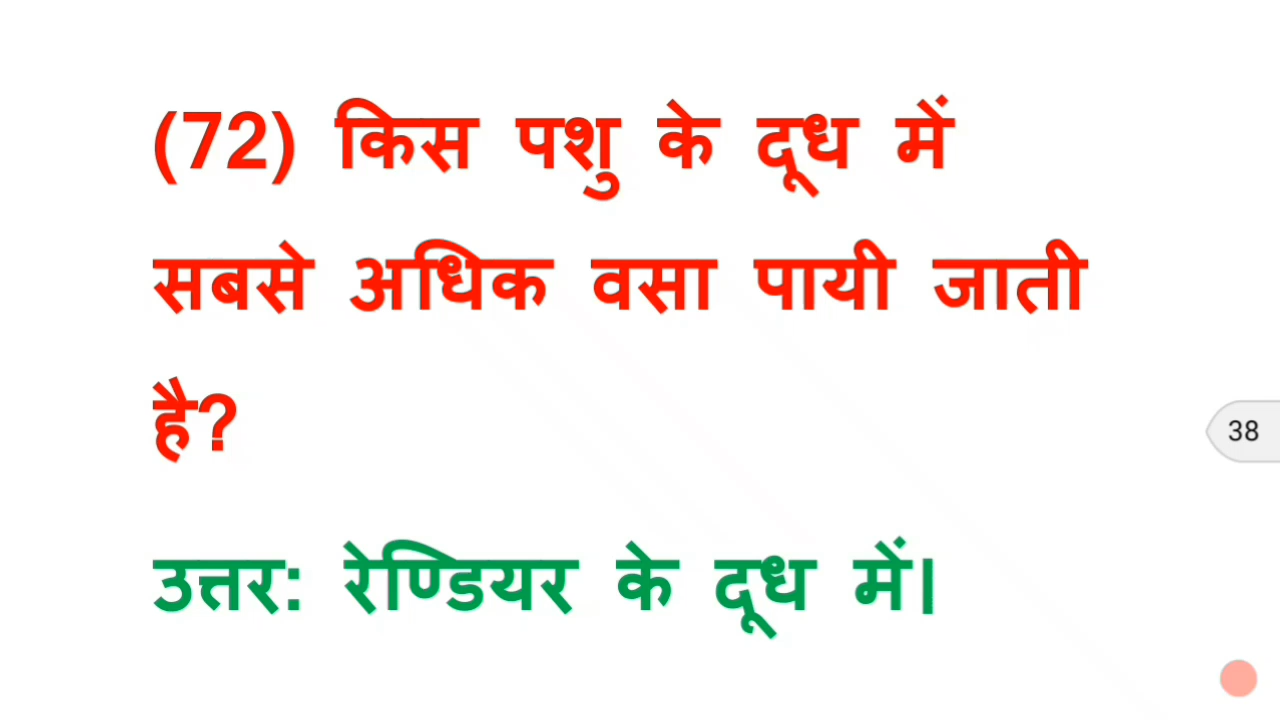 (72) किस पशु के दूध में
सबसे अधिक वसा पायी जाती
है?
38
उत्तर: रेण्डियर के दूध में।